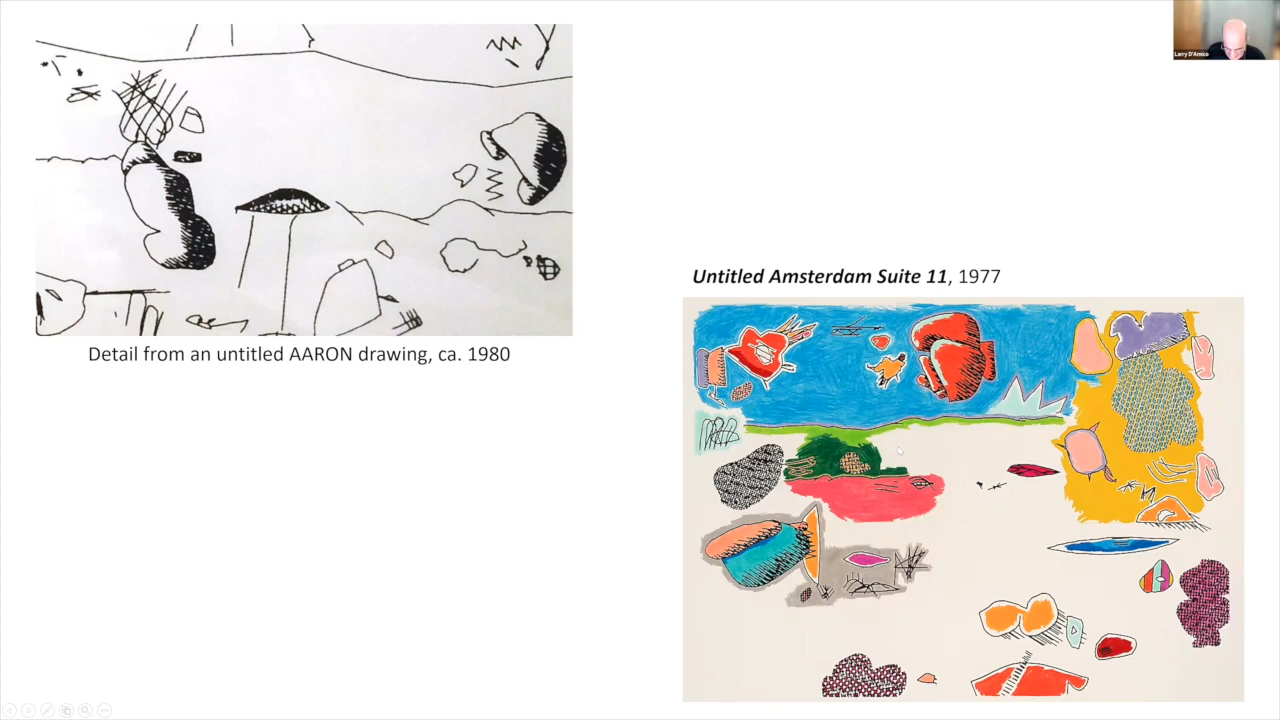 Larry D'Amico
Untitled Amsterdam Suite 11, 1977
Detail from an untitled AARON drawing, ca. 1980